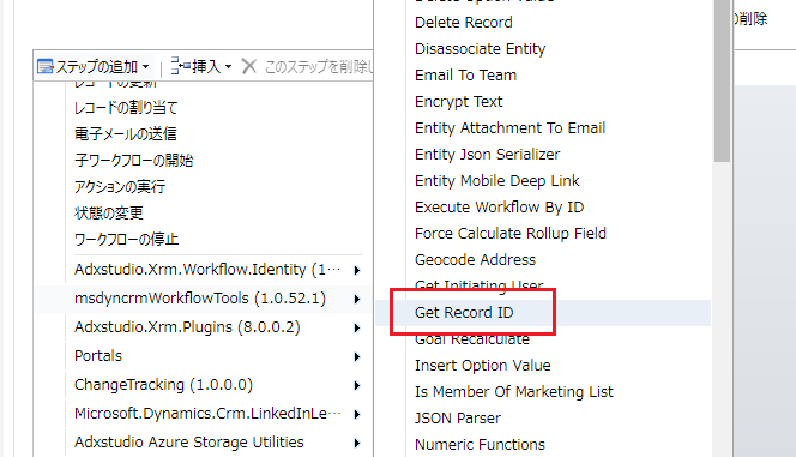 ステップの追加 挿入 このステップを削除し
レコードの更新
レコードの割り当て
電子メールの送信
子ワークフローの開始
アクションの実行
状態の変更
ワークフローの停止
Adxstudio.Xrm.Workflow.Identity (1…
msdyncrmWorkflowTools (1.0.52.1)
Adxstudio.Xrm.Plugins (8.0.0.2)
Portals
ChangeTracking (1.0.0.0)
Microsoft.Dynamics.Crm.LinkedInLe…
Adxstudio Azure Storage Utilities
Delete Option Value
Delete Record
Disassociate Entity
Email To Team
Encrypt Text
Entity Attachment To Email
Entity Json Serializer
Entity Mobile Deep Link
Execute Workflow By ID
Force Calculate Rollup Field
Geocode Address
Get Initiating User
Get Record ID
Goal Recalculate
Insert Option Value
Is Member Of Marketing List
JSON Parser
Numeric Functions
の削除